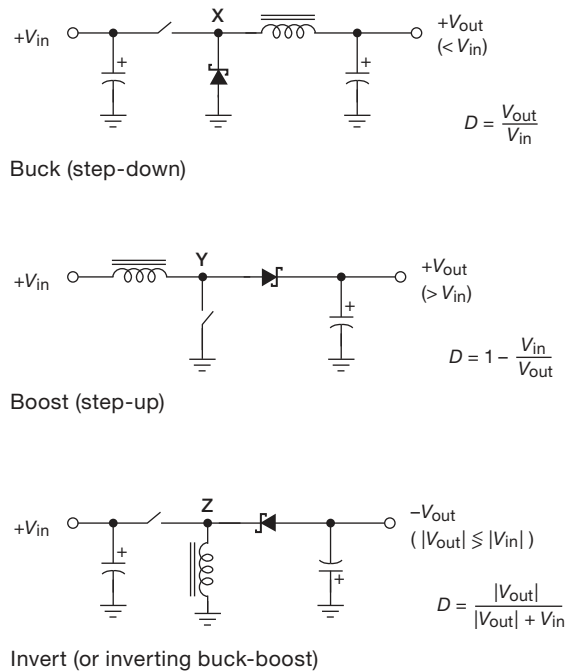 X
+Vin
+
+
+Vout
(< Vin)
D = Vout / Vin
Buck (step-down)
Y
+Vin
+
+Vout
(> Vin)
D = 1 − Vin / Vout
Boost (step-up)
Z
+Vin
+
+
−Vout
( |Vout| ≶ |Vin| )
D = |Vout| / |Vout| + Vin
Invert (or inverting buck-boost)